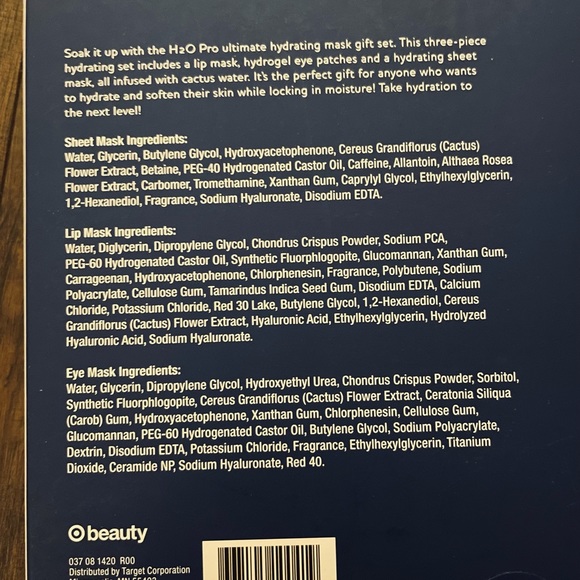 Soak it up with the H2O Pro ultimate hydrating mask gift set. This three-piece
hydrating set includes a lip mask, hydrogel eye patches and a hydrating sheet
mask, all infused with cactus water. It's the perfect gift for anyone who wants
to hydrate and soften their skin while locking in moisture! Take hydration to
the next level!
Sheet Mask Ingredients:
Water, Glycerin, Butylene Glycol, Hydroxyacetophenone, Cereus Grandiflorus (Cactus)
Flower Extract, Betaine, PEG-40 Hydrogenated Castor Oil, Caffeine, Allantoin, Althaea Rosea
Flower Extract, Carbomer, Tromethamine, Xanthan Gum, Caprylyl Glycol, Ethylhexylglycerin,
1,2-Hexanediol, Fragrance, Sodium Hyaluronate, Disodium EDTA.
Lip Mask Ingredients:
Water, Diglycerin, Dipropylene Glycol, Chondrus Crispus Powder, Sodium PCA,
PEG-60 Hydrogenated Castor Oil, Synthetic Fluorphlogopite, Glucomannan, Xanthan Gum,
Carrageenan, Hydroxyacetophenone, Chlorphenesin, Fragrance, Polybutene, Sodium
Polyacrylate, Cellulose Gum, Tamarindus Indica Seed Gum, Disodium EDTA, Calcium
Chloride, Potassium Chloride, Red 30 Lake, Butylene Glycol, 1,2-Hexanediol, Cereus
Grandiflorus (Cactus) Flower Extract, Hyaluronic Acid, Ethylhexylglycerin, Hydrolyzed
Hyaluronic Acid, Sodium Hyaluronate.
Eye Mask Ingredients:
Water, Glycerin, Dipropylene Glycol, Hydroxyethyl Urea, Chondrus Crispus Powder, Sorbitol,
Synthetic Fluorphlogopite, Cereus Grandiflorus (Cactus) Flower Extract, Ceratonia Siliqua
(Carob) Gum, Hydroxyacetophenone, Xanthan Gum, Chlorphenesin, Cellulose Gum,
Glucomannan, PEG-60 Hydrogenated Castor Oil, Butylene Glycol, Sodium Polyacrylate,
Dextrin, Disodium EDTA, Potassium Chloride, Fragrance, Ethylhexylglycerin, Titanium
Dioxide, Ceramide NP, Sodium Hyaluronate, Red 40.
beauty
037 08 1420 R00
Distributed by Target Corporation